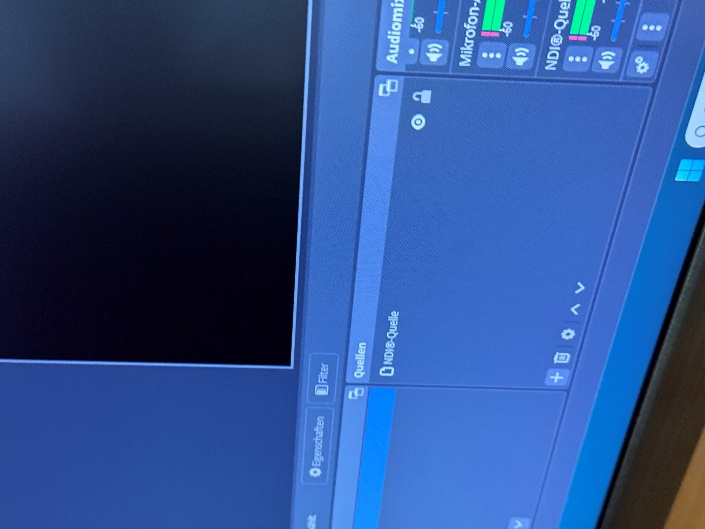 Eigenschaften
Filter
Quellen
NDI®-Quelle
Audiomix
-60
Mikrofon-
-60
NDI®-Quel
-60